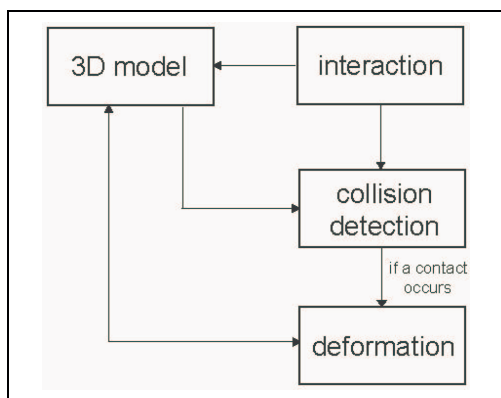 3D model
interaction
collision
detection
if a contact
occurs
deformation